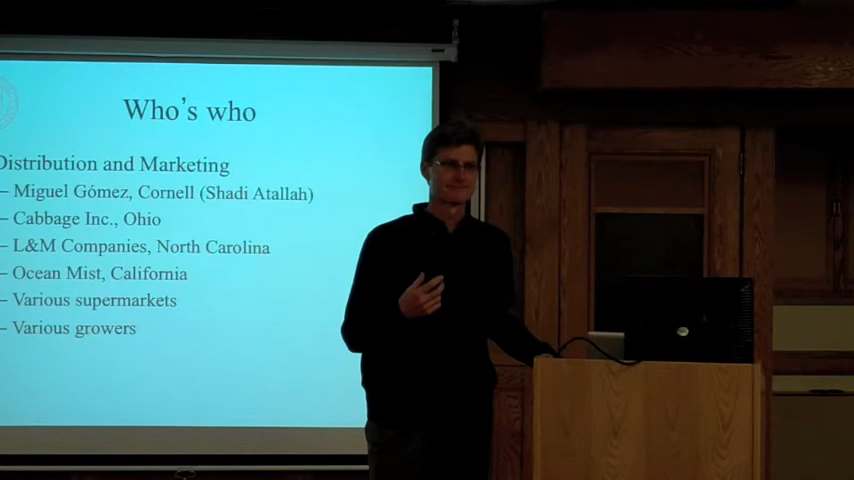 Who's who
Distribution and Marketing
– Miguel Gómez, Cornell (Shadi Atallah)
– Cabbage Inc., Ohio
– L&M Companies, North Carolina
– Ocean Mist, California
– Various supermarkets
– Various growers